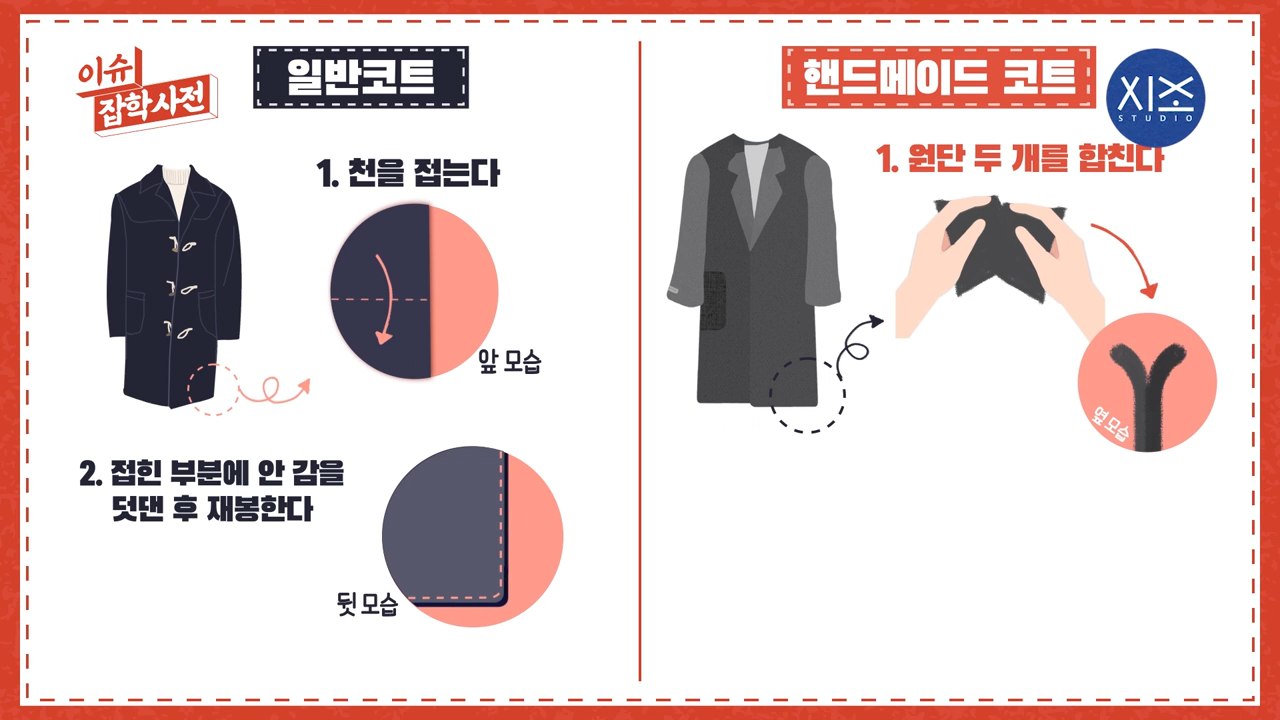 이슈
잡학사전
일반코트
1. 천을 접는다
앞 모습
2. 접힌 부분에 안 감을
덧댄 후 재봉한다
뒷 모습
핸드메이드 코트
지조
STUDIO
1. 원단 두 개를 합친다
옆 모습